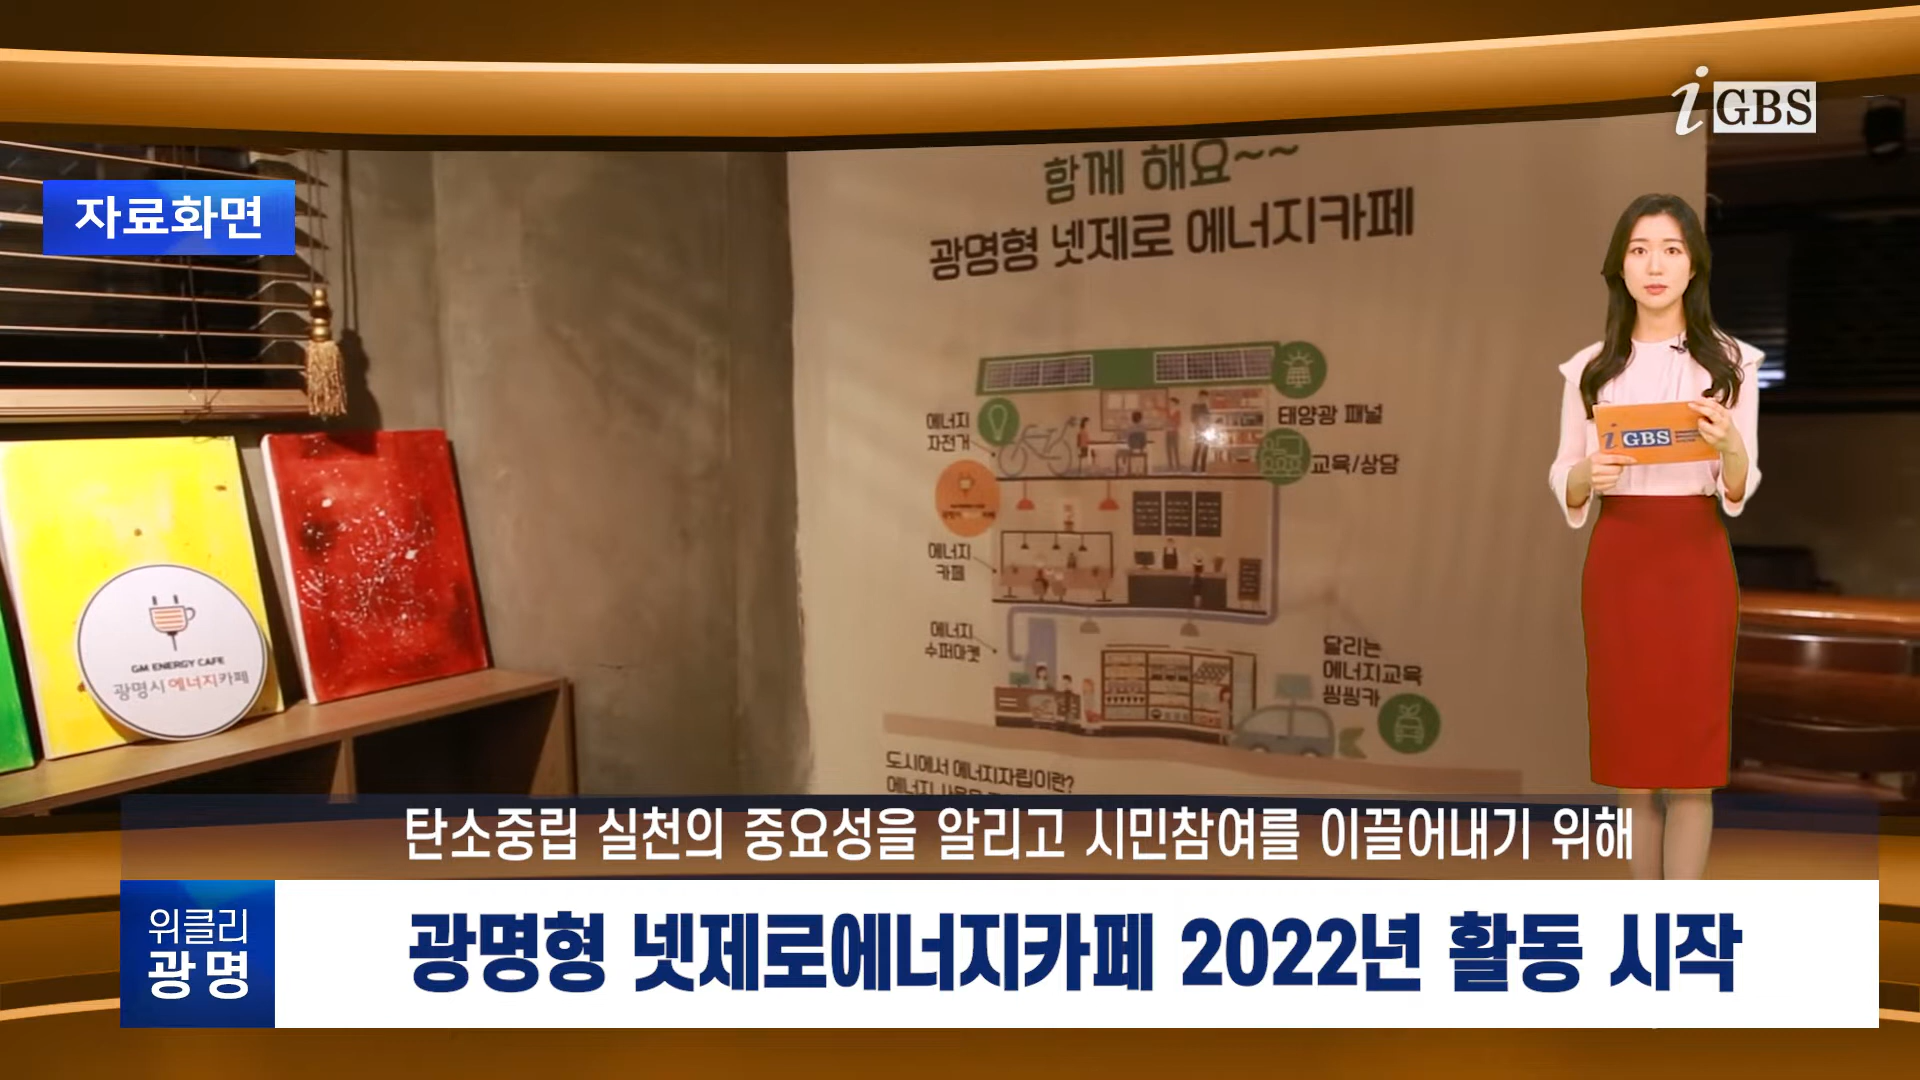 i GBS
자료화면
함께 해요~~
광명형 넷제로 에너지카페
에너지
자전거
태양광 패널
교육/상담
에너지
카페
에너지
수퍼마켓
달리는
에너지교육
씽씽카
도시에서 에너지자립이란?
GM ENERGY CAFE
광명시 에너지카페
i GBS
탄소중립 실천의 중요성을 알리고 시민참여를 이끌어내기 위해
위클리
광명
광명형 넷제로에너지카페 2022년 활동 시작